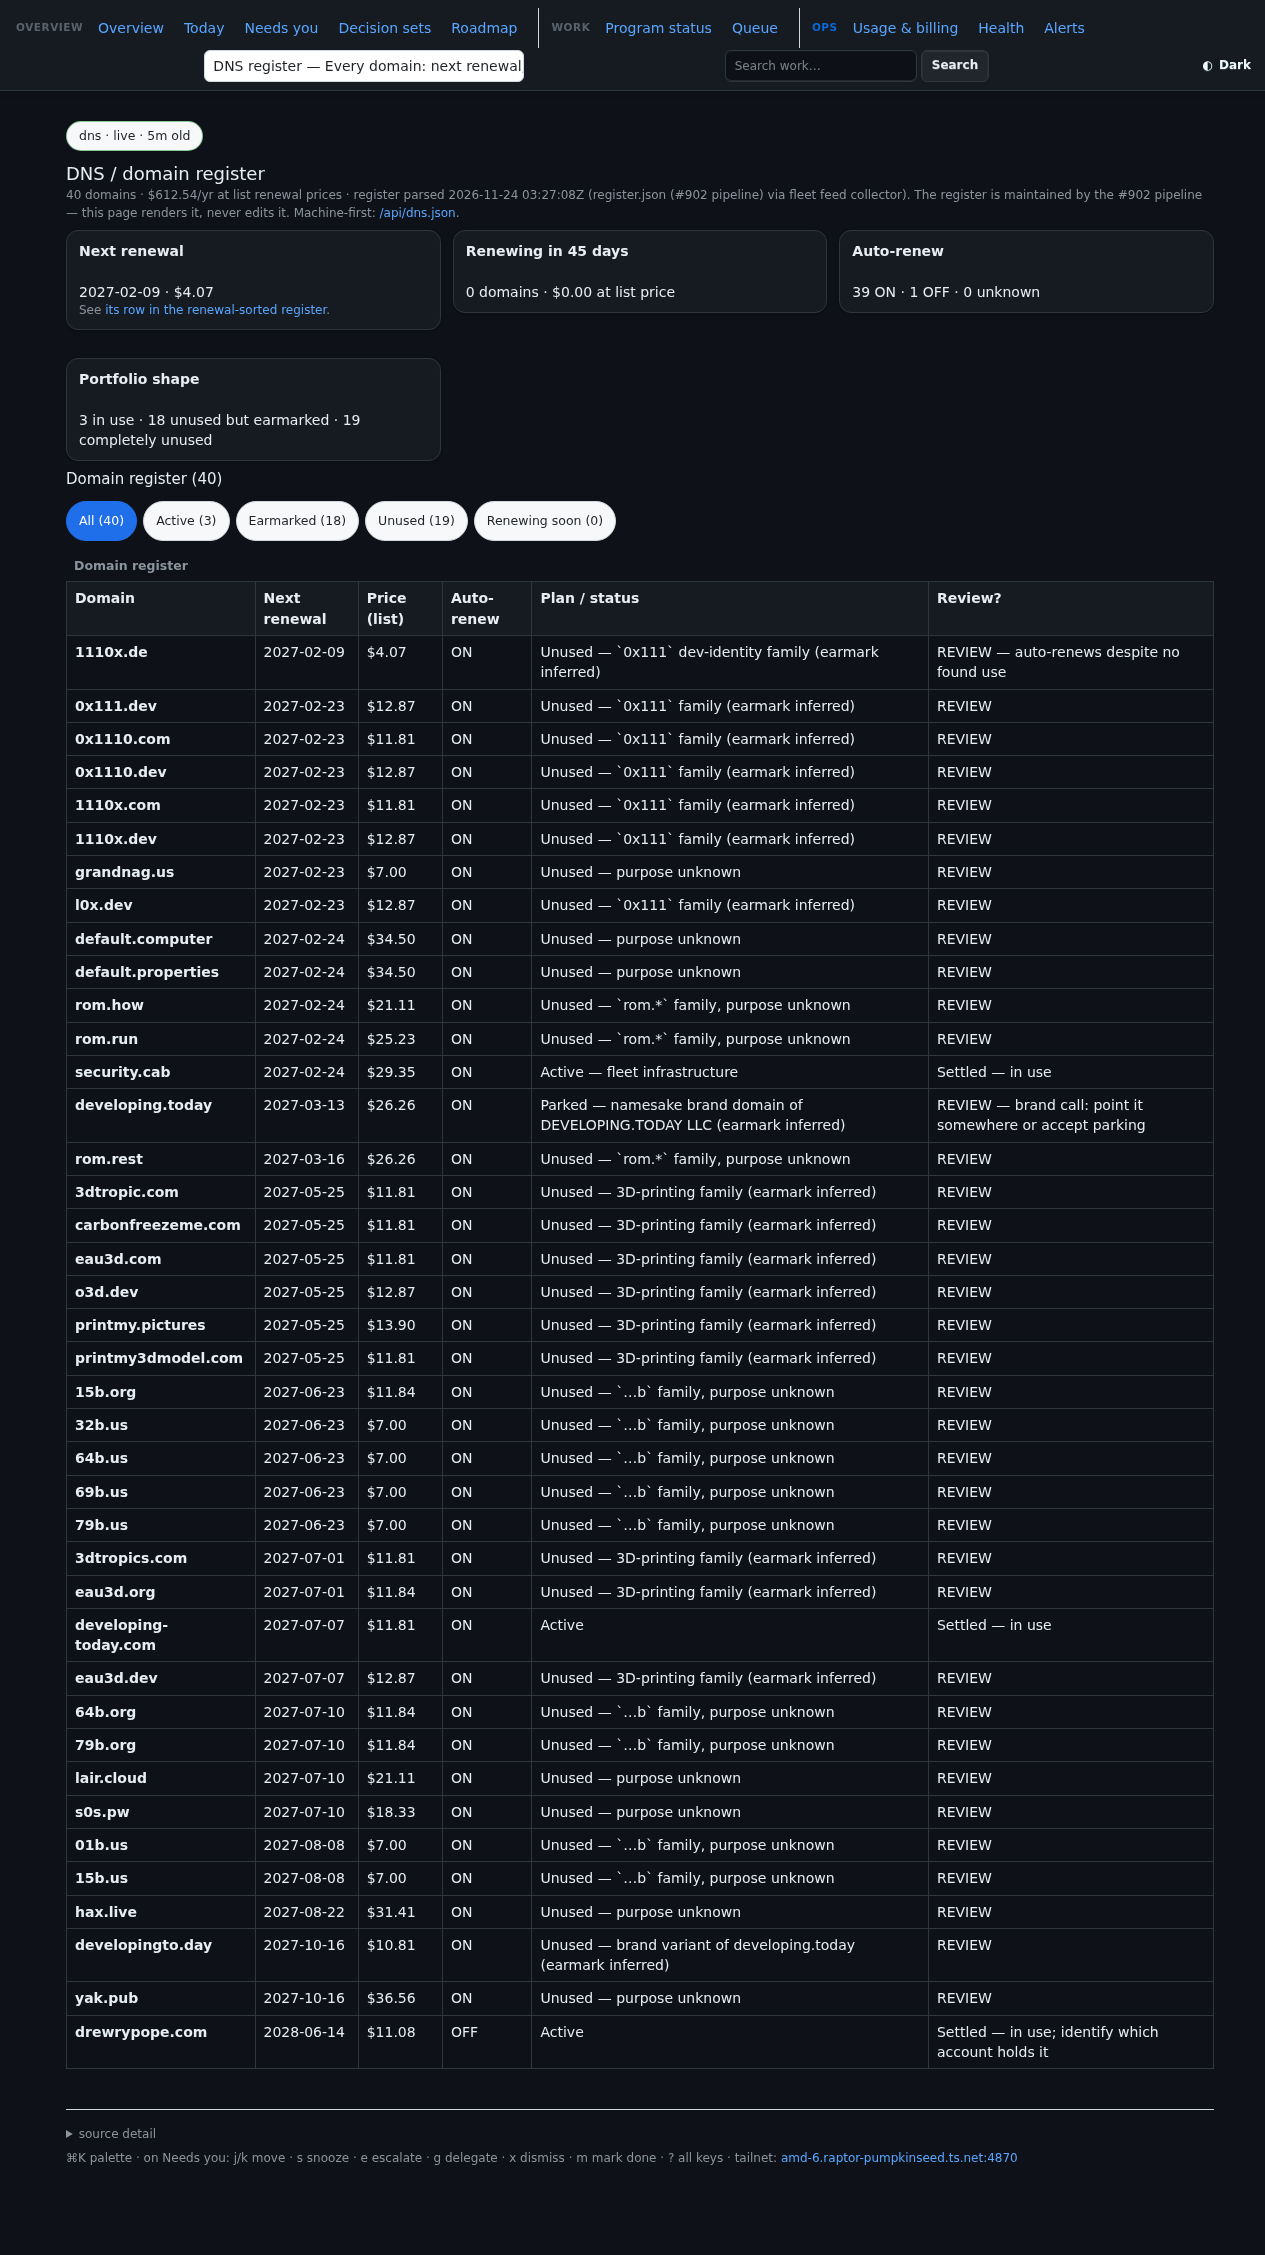 OVERVIEW Overview Today Needs you Decision sets Roadmap WORK Program status Queue OPS Usage & billing Health Alerts
DNS register — Every domain: next renewal Search work... Search ◐ Dark
dns · live · 5m old
DNS / domain register
40 domains · $612.54/yr at list renewal prices · register parsed 2026-11-24 03:27:08Z (register.json (#902 pipeline) via fleet feed collector). The register is maintained by the #902 pipeline
— this page renders it, never edits it. Machine-first: /api/dns.json.
Next renewal
2027-02-09 · $4.07
See its row in the renewal-sorted register.
Renewing in 45 days
0 domains · $0.00 at list price
Auto-renew
39 ON · 1 OFF · 0 unknown
Portfolio shape
3 in use · 18 unused but earmarked · 19
completely unused
Domain register (40)
All (40) Active (3) Earmarked (18) Unused (19) Renewing soon (0)
Domain register
Domain Next renewal Price (list) Auto-renew Plan / status Review?
1110x.de 2027-02-09 $4.07 ON Unused — `0x111` dev-identity family (earmark inferred) REVIEW — auto-renews despite no found use
0x111.dev 2027-02-23 $12.87 ON Unused — `0x111` family (earmark inferred) REVIEW
0x1110.com 2027-02-23 $11.81 ON Unused — `0x111` family (earmark inferred) REVIEW
0x1110.dev 2027-02-23 $12.87 ON Unused — `0x111` family (earmark inferred) REVIEW
1110x.com 2027-02-23 $11.81 ON Unused — `0x111` family (earmark inferred) REVIEW
1110x.dev 2027-02-23 $12.87 ON Unused — `0x111` family (earmark inferred) REVIEW
grandnag.us 2027-02-23 $7.00 ON Unused — purpose unknown REVIEW
l0x.dev 2027-02-23 $12.87 ON Unused — `0x111` family (earmark inferred) REVIEW
default.computer 2027-02-24 $34.50 ON Unused — purpose unknown REVIEW
default.properties 2027-02-24 $34.50 ON Unused — purpose unknown REVIEW
rom.how 2027-02-24 $21.11 ON Unused — `rom.*` family, purpose unknown REVIEW
rom.run 2027-02-24 $25.23 ON Unused — `rom.*` family, purpose unknown REVIEW
security.cab 2027-02-24 $29.35 ON Active — fleet infrastructure Settled — in use
developing.today 2027-03-13 $26.26 ON Parked — namesake brand domain of DEVELOPING.TODAY LLC (earmark inferred) REVIEW — brand call: point it somewhere or accept parking
rom.rest 2027-03-16 $26.26 ON Unused — `rom.*` family, purpose unknown REVIEW
3dtropic.com 2027-05-25 $11.81 ON Unused — 3D-printing family (earmark inferred) REVIEW
carbonfreezeme.com 2027-05-25 $11.81 ON Unused — 3D-printing family (earmark inferred) REVIEW
eau3d.com 2027-05-25 $11.81 ON Unused — 3D-printing family (earmark inferred) REVIEW
o3d.dev 2027-05-25 $12.87 ON Unused — 3D-printing family (earmark inferred) REVIEW
printmy.pictures 2027-05-25 $13.90 ON Unused — 3D-printing family (earmark inferred) REVIEW
printmy3dmodel.com 2027-05-25 $11.81 ON Unused — 3D-printing family (earmark inferred) REVIEW
15b.org 2027-06-23 $11.84 ON Unused — `…b` family, purpose unknown REVIEW
32b.us 2027-06-23 $7.00 ON Unused — `…b` family, purpose unknown REVIEW
64b.us 2027-06-23 $7.00 ON Unused — `…b` family, purpose unknown REVIEW
69b.us 2027-06-23 $7.00 ON Unused — `…b` family, purpose unknown REVIEW
79b.us 2027-06-23 $7.00 ON Unused — `…b` family, purpose unknown REVIEW
3dtropics.com 2027-07-01 $11.81 ON Unused — 3D-printing family (earmark inferred) REVIEW
eau3d.org 2027-07-01 $11.84 ON Unused — 3D-printing family (earmark inferred) REVIEW
developing-today.com 2027-07-07 $11.81 ON Active Settled — in use
eau3d.dev 2027-07-07 $12.87 ON Unused — 3D-printing family (earmark inferred) REVIEW
64b.org 2027-07-10 $11.84 ON Unused — `…b` family, purpose unknown REVIEW
79b.org 2027-07-10 $11.84 ON Unused — `…b` family, purpose unknown REVIEW
lair.cloud 2027-07-10 $21.11 ON Unused — purpose unknown REVIEW
s0s.pw 2027-07-10 $18.33 ON Unused — purpose unknown REVIEW
01b.us 2027-08-08 $7.00 ON Unused — `…b` family, purpose unknown REVIEW
15b.us 2027-08-08 $7.00 ON Unused — `…b` family, purpose unknown REVIEW
hax.live 2027-08-22 $31.41 ON Unused — purpose unknown REVIEW
developingto.day 2027-10-16 $10.81 ON Unused — brand variant of developing.today (earmark inferred) REVIEW
yak.pub 2027-10-16 $36.56 ON Unused — purpose unknown REVIEW
drewrypope.com 2028-06-14 $11.08 OFF Active Settled — in use; identify which account holds it
▶ source detail
⌘K palette · on Needs you: j/k move · s snooze · e escalate · g delegate · x dismiss · m mark done · ? all keys · tailnet: amd-6.raptor-pumpkinseed.ts.net:4870